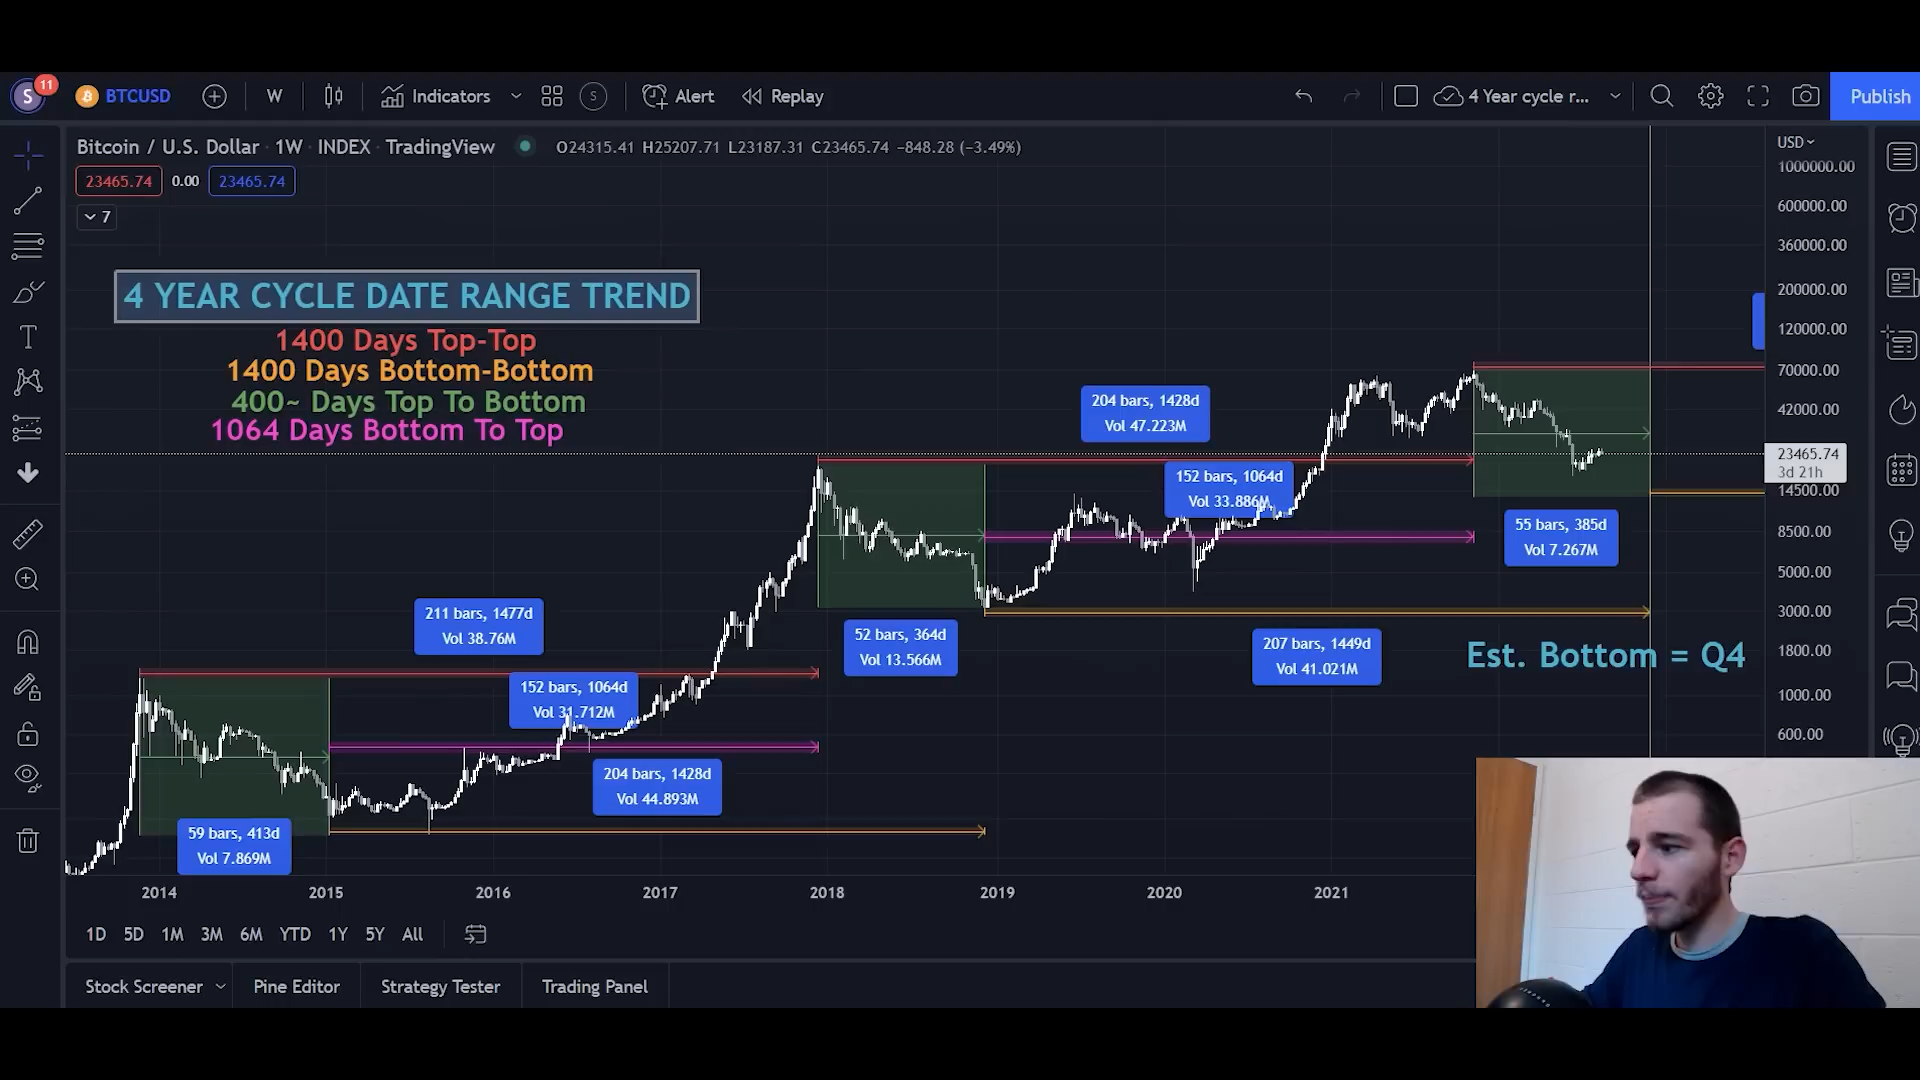 S
11
BTCUSD
W
Indicators
S
Alert
Replay
4 Year cycle r...
Publish
Bitcoin / U.S. Dollar · 1W · INDEX · TradingView
O24315.41 H25207.71 L23187.31 C23465.74 −848.28 (−3.49%)
USD
23465.74 0.00 23465.74
7
4 YEAR CYCLE DATE RANGE TREND
1400 Days Top-Top
1400 Days Bottom-Bottom
400~ Days Top To Bottom
1064 Days Bottom To Top
204 bars, 1428d
Vol 47.223M
152 bars, 1064d
Vol 33.886M
55 bars, 385d
Vol 7.267M
211 bars, 1477d
Vol 38.76M
52 bars, 364d
Vol 13.566M
207 bars, 1449d
Vol 41.021M
Est. Bottom = Q4
152 bars, 1064d
Vol 31.712M
204 bars, 1428d
Vol 44.893M
59 bars, 413d
Vol 7.869M
1000000.00
600000.00
360000.00
200000.00
120000.00
70000.00
42000.00
23465.74
3d 21h
14500.00
8500.00
5000.00
3000.00
1800.00
1000.00
600.00
2014 2015 2016 2017 2018 2019 2020 2021
1D 5D 1M 3M 6M YTD 1Y 5Y All
Stock Screener Pine Editor Strategy Tester Trading Panel